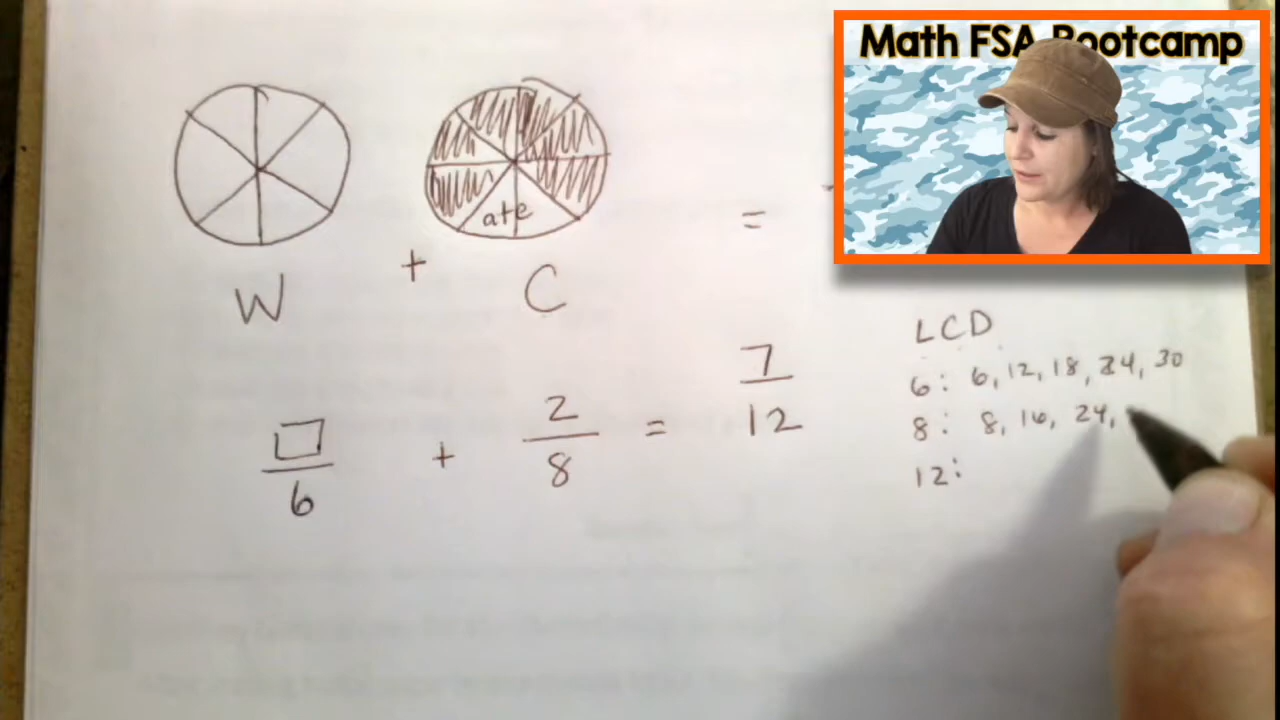 Math FSA Bootcamp
ate
=
W + C
LCD
6: 6, 12, 18, 24, 30
8: 8, 16, 24,
12:
□/6 + 2/8 = 7/12